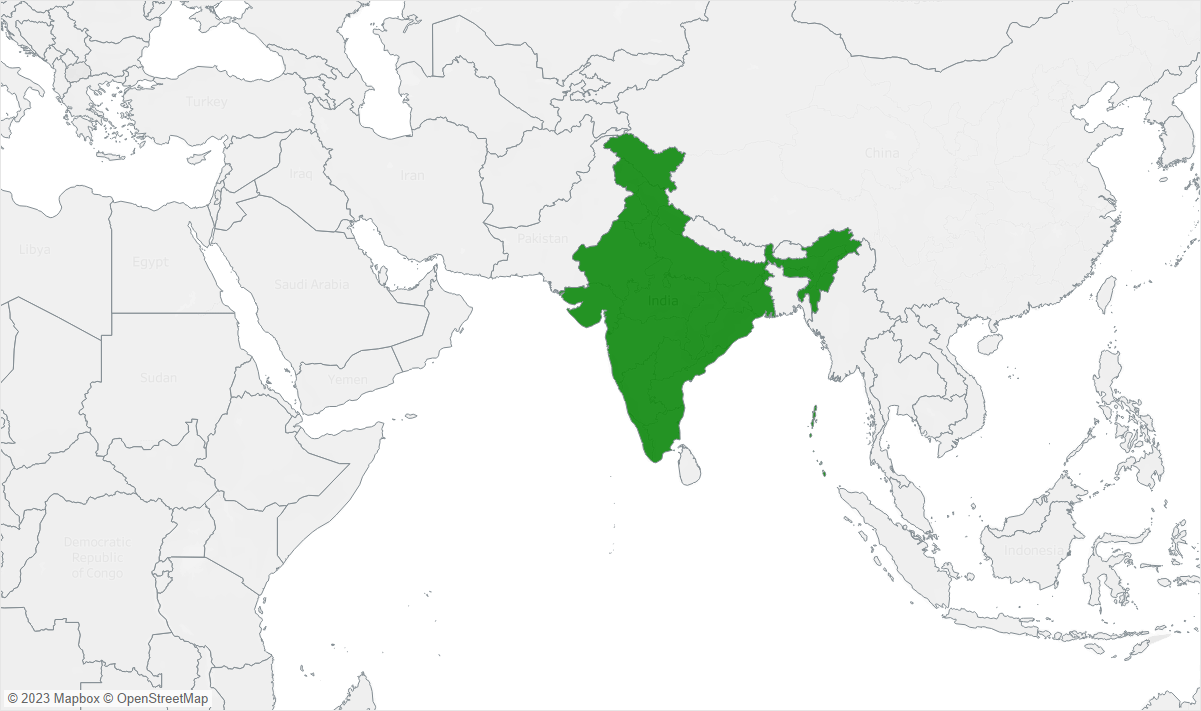 Turkey
China
Iraq
Iran
Libya
Egypt
Pakistan
Saudi Arabia
India
Sudan
Yemen
Democratic
Republic
of Congo
Indonesia
© 2023 Mapbox © OpenStreetMap